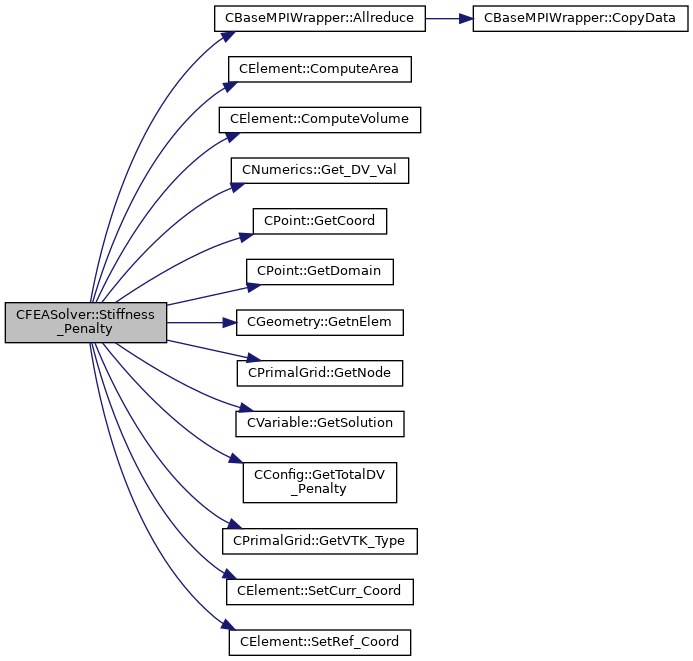 CBaseMPIWrapper::Allreduce
CBaseMPIWrapper::CopyData
CElement::ComputeArea
CElement::ComputeVolume
CNumerics::Get_DV_Val
CPoint::GetCoord
CPoint::GetDomain
CFEASolver::Stiffness
_Penalty
CGeometry::GetnElem
CPrimalGrid::GetNode
CVariable::GetSolution
CConfig::GetTotalDV
_Penalty
CPrimalGrid::GetVTK_Type
CElement::SetCurr_Coord
CElement::SetRef_Coord